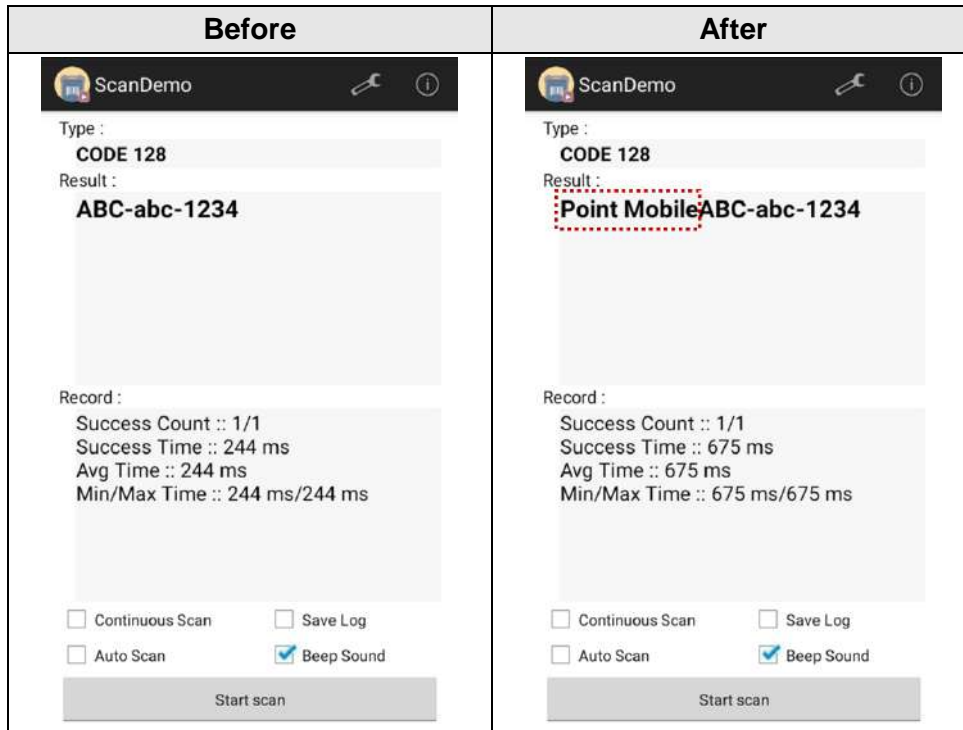 Before
After
ScanDemo
Type :
CODE 128
Result :
ABC-abc-1234
Record :
Success Count :: 1/1
Success Time :: 244 ms
Avg Time :: 244 ms
Min/Max Time :: 244 ms/244 ms
Continuous Scan
Save Log
Auto Scan
Beep Sound
Start scan
ScanDemo
Type :
CODE 128
Result :
Point MobileABC-abc-1234
Record :
Success Count :: 1/1
Success Time :: 675 ms
Avg Time :: 675 ms
Min/Max Time :: 675 ms/675 ms
Continuous Scan
Save Log
Auto Scan
Beep Sound
Start scan